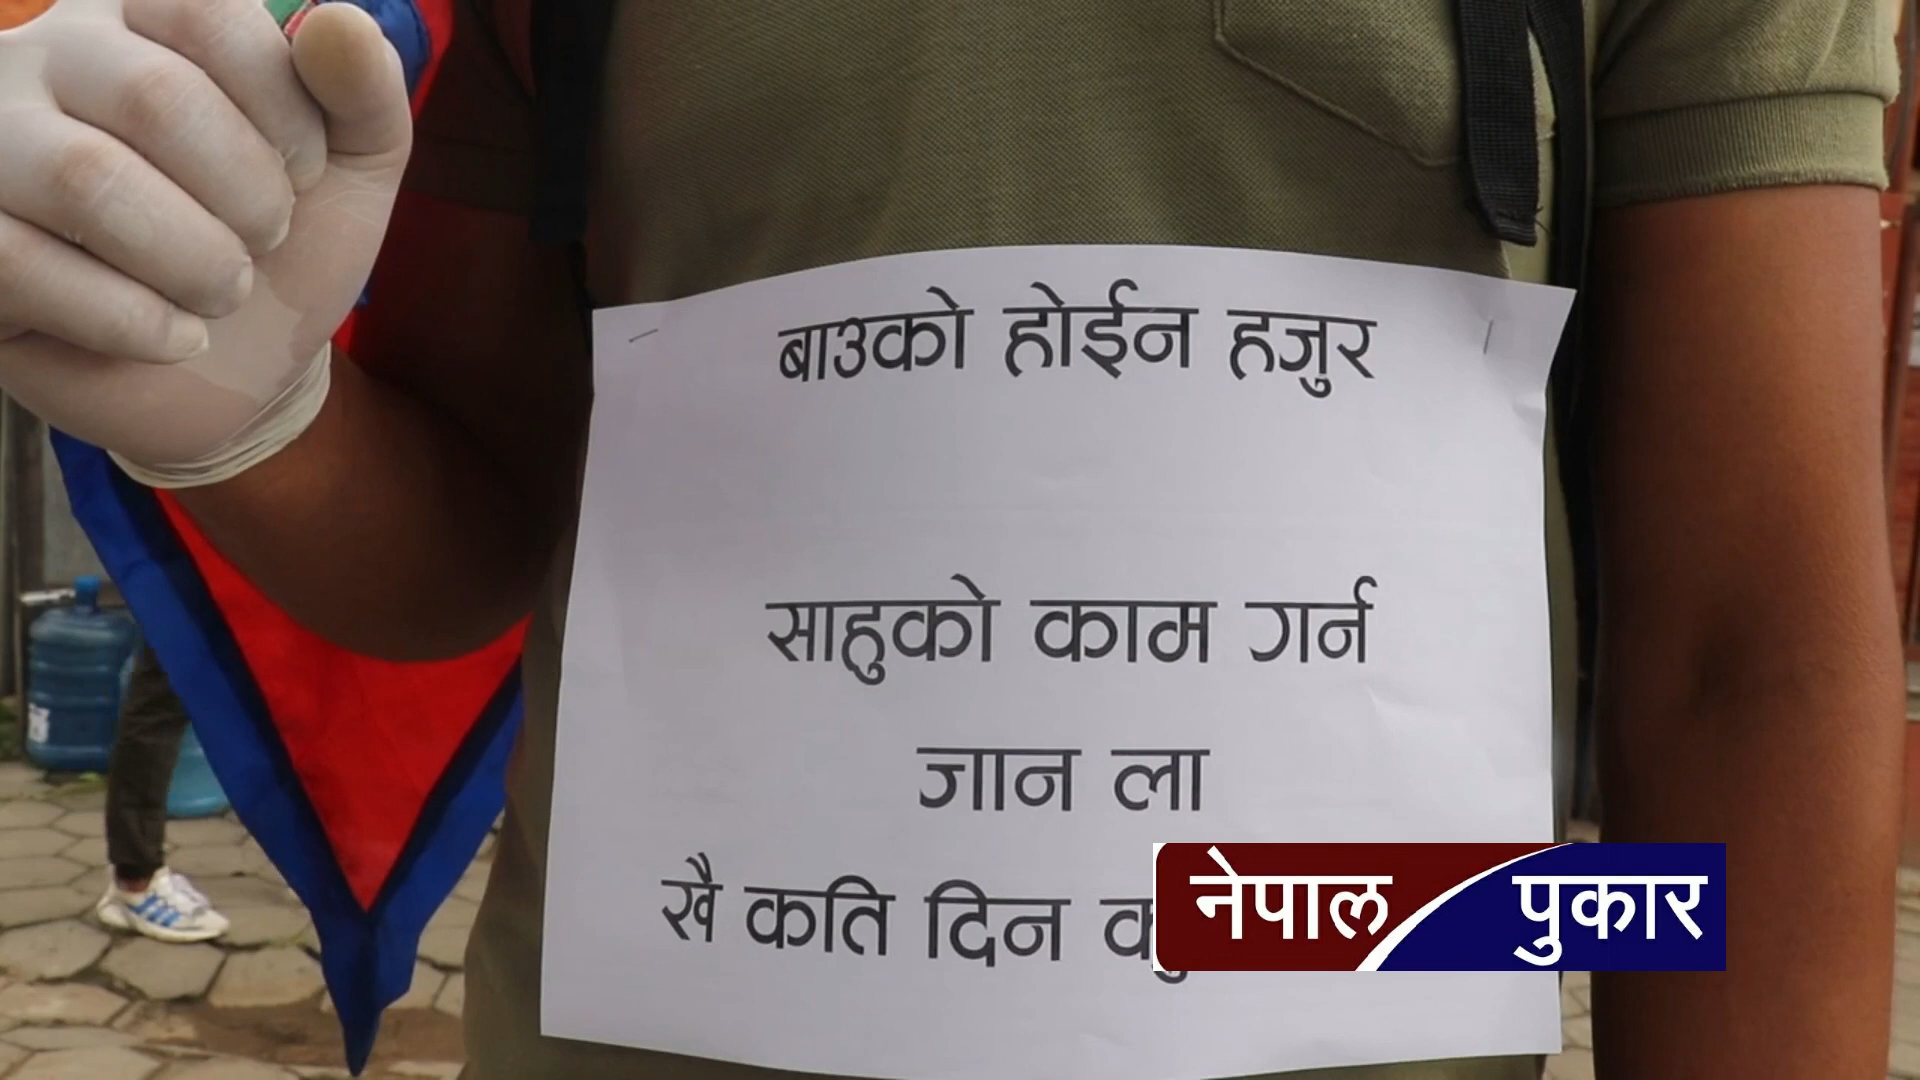 बाउको होईन हजुर
साहुको काम गर्न
जान ला
खै कति दिन
नेपाल पुकार